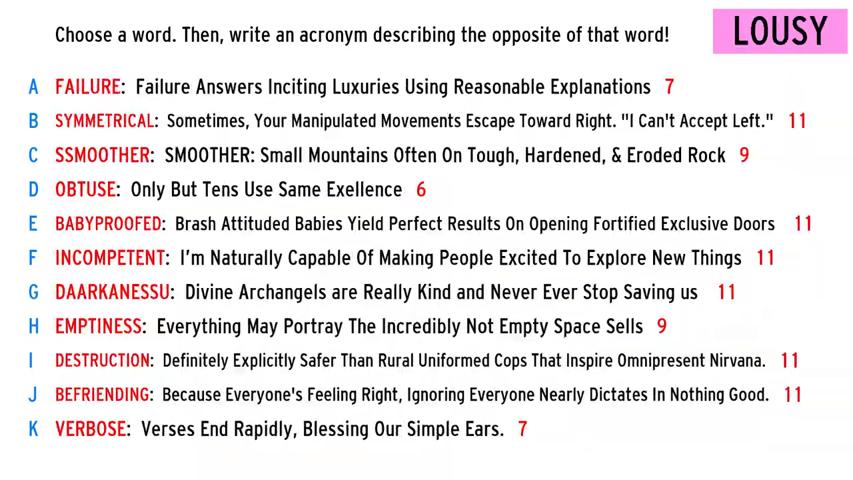 Choose a word. Then, write an acronym describing the opposite of that word!
LOUSY
A FAILURE: Failure Answers Inciting Luxuries Using Reasonable Explanations 7
B SYMMETRICAL: Sometimes, Your Manipulated Movements Escape Toward Right. "I Can't Accept Left." 11
C SSMOOTHER: SMOOTHER: Small Mountains Often On Tough, Hardened, & Eroded Rock 9
D OBTUSE: Only But Tens Use Same Exellence 6
E BABYPROOFED: Brash Attituded Babies Yield Perfect Results On Opening Fortified Exclusive Doors 11
F INCOMPETENT: I'm Naturally Capable Of Making People Excited To Explore New Things 11
G DAARKANESSU: Divine Archangels are Really Kind and Never Ever Stop Saving us 11
H EMPTINESS: Everything May Portray The Incredibly Not Empty Space Sells 9
I DESTRUCTION: Definitely Explicitly Safer Than Rural Uniformed Cops That Inspire Omnipresent Nirvana. 11
J BEFRIENDING: Because Everyone's Feeling Right, Ignoring Everyone Nearly Dictates In Nothing Good. 11
K VERBOSE: Verses End Rapidly, Blessing Our Simple Ears. 7